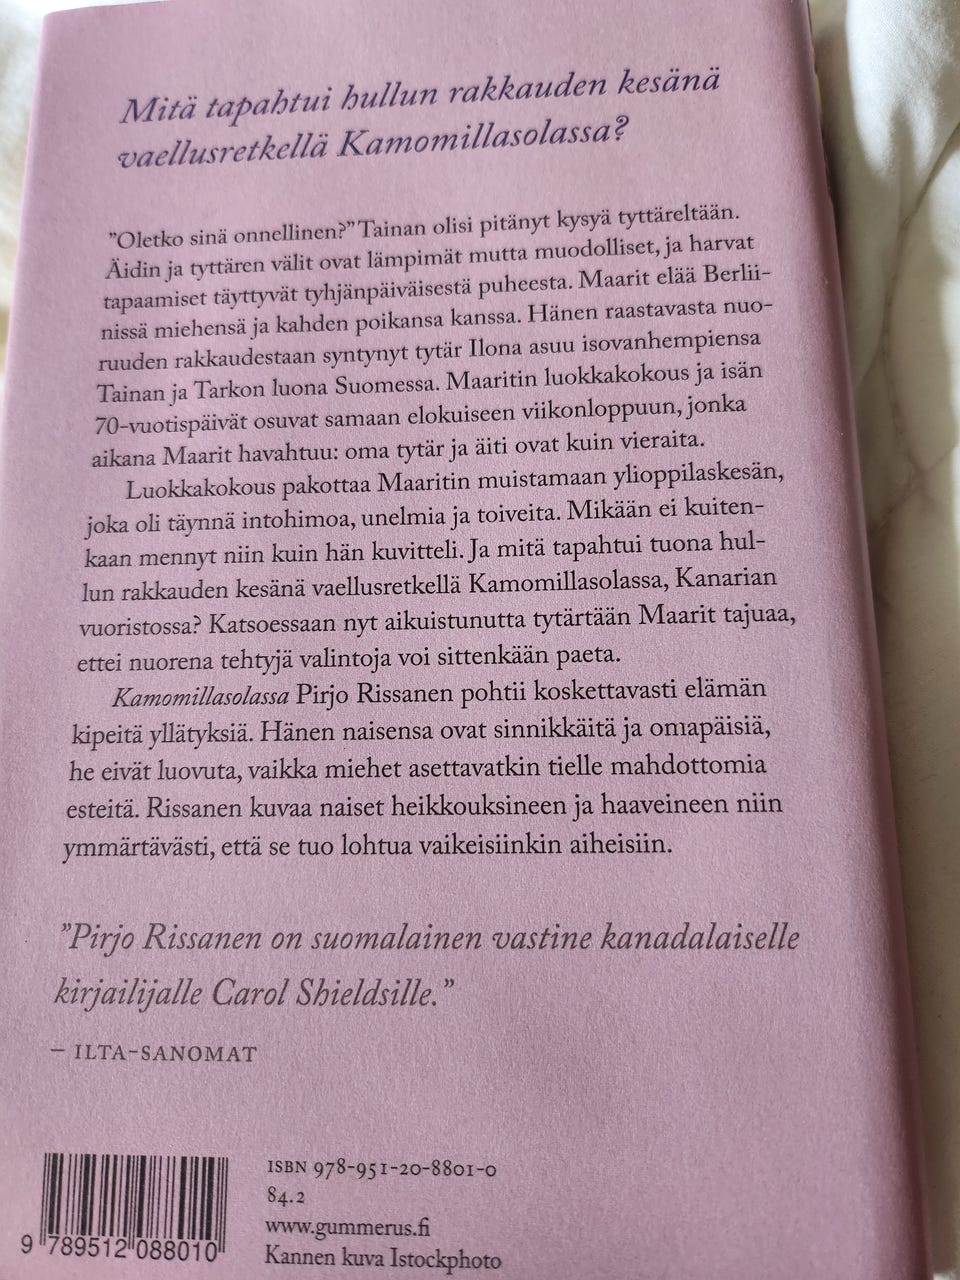 Mitä tapahtui hullun rakkauden kesänä
vaellusretkellä Kamomillasolassa?
”Oletko sinä onnellinen?” Tainan olisi pitänyt kysyä tyttäreltään.
Äidin ja tyttären välit ovat lämpimät mutta muodolliset, ja harvat
tapaamiset täyttyvät tyhjänpäiväisestä puheesta. Maarit elää Berlii-
nissä miehensä ja kahden poikansa kanssa. Hänen raastavasta nuo-
ruuden rakkaudestaan syntynyt tytär Ilona asuu isovanhempiensa
Tainan ja Tarkon luona Suomessa. Maaritin luokkakokous ja isän
70-vuotispäivät osuvat samaan elokuiseen viikonloppuun, jonka
aikana Maarit havahtuu: oma tytär ja äiti ovat kuin vieraita.
Luokkakokous pakottaa Maaritin muistamaan ylioppilaskesän,
joka oli täynnä intohimoa, unelmia ja toiveita. Mikään ei kuiten-
kaan mennyt niin kuin hän kuvitteli. Ja mitä tapahtui tuona hul-
lun rakkauden kesänä vaellusretkellä Kamomillasolassa, Kanarian
vuoristossa? Katsoessaan nyt aikuistunutta tytärtään Maarit tajuaa,
ettei nuorena tehtyjä valintoja voi sittenkään paeta.
Kamomillasolassa Pirjo Rissanen pohtii koskettavasti elämän
kipeitä yllätyksiä. Hänen naisensa ovat sinnikkäitä ja omapäisiä,
he eivät luovuta, vaikka miehet asettavatkin tielle mahdottomia
esteitä. Rissanen kuvaa naiset heikkouksineen ja haaveineen niin
ymmärtävästi, että se tuo lohtua vaikeisiinkin aiheisiin.
”Pirjo Rissanen on suomalainen vastine kanadalaiselle
kirjailijalle Carol Shieldsille.”
– ILTA-SANOMAT
ISBN 978-951-20-8801-0
84.2
www.gummerus.fi
Kannen kuva Istockphoto
9 789512 088010